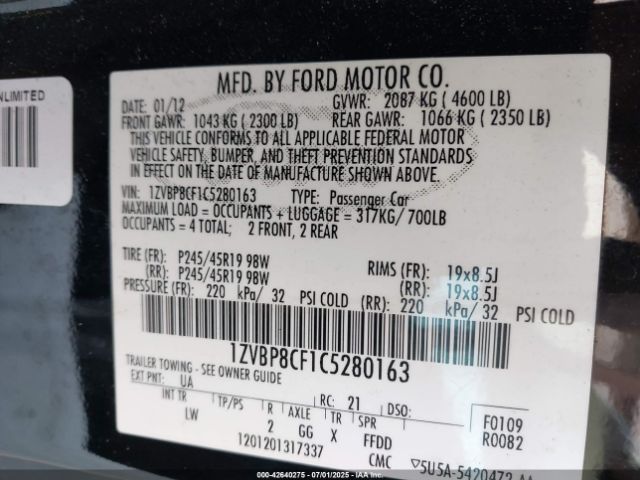 NLIMITED
MFD. BY FORD MOTOR CO.
DATE: 01/12 GVWR: 2087 KG ( 4600 LB)
FRONT GAWR: 1043 KG ( 2300 LB) REAR GAWR: 1066 KG ( 2350 LB)
THIS VEHICLE CONFORMS TO ALL APPLICABLE FEDERAL MOTOR
VEHICLE SAFETY, BUMPER, AND THEFT PREVENTION STANDARDS
IN EFFECT ON THE DATE OF MANUFACTURE SHOWN ABOVE.
VIN: 1ZVBP8CF1C5280163 TYPE: Passenger Car
MAXIMUM LOAD = OCCUPANTS + LUGGAGE = 317KG/ 700LB
OCCUPANTS = 4 TOTAL; 2 FRONT, 2 REAR
TIRE (FR): P245/45R19 98W RIMS (FR): 19x8.5J
(RR): P245/45R19 98W (RR): 19x8.5J
PRESSURE (FR): 220 kPa/ 32 PSI COLD (RR): 220 kPa/ 32 PSI COLD
1ZVBP8CF1C5280163
TRAILER TOWING - SEE OWNER GUIDE
EXT PNT: UA RC: 21 DSO:
INT TR TP/PS R AXLE TR SPR F0109
LW 2 GG X FFDD R0082
1201201317337 CMC ▽5U5A-5420472-AA
000-42640275 - 07/01/2025 - IAAI.com